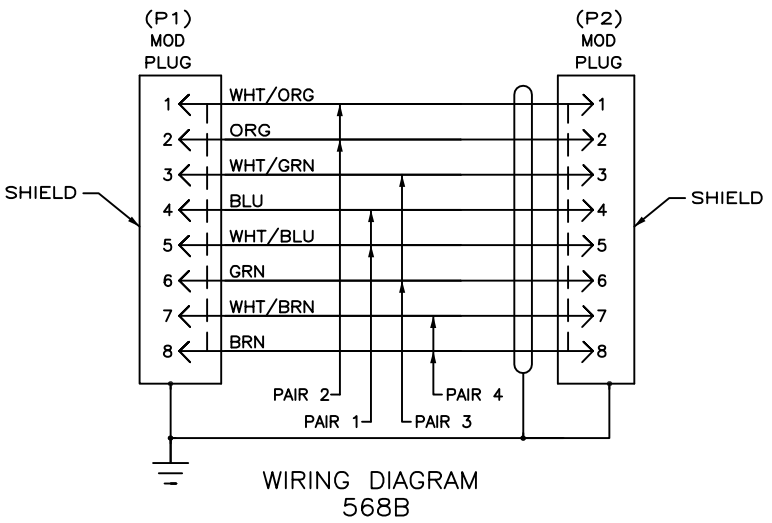 (P1)
MOD
PLUG
(P2)
MOD
PLUG
1 WHT/ORG 1
2 ORG 2
3 WHT/GRN 3
SHIELD
4 BLU 4
SHIELD
5 WHT/BLU 5
6 GRN 6
7 WHT/BRN 7
8 BRN 8
PAIR 2
PAIR 4
PAIR 1
PAIR 3
WIRING DIAGRAM
568B